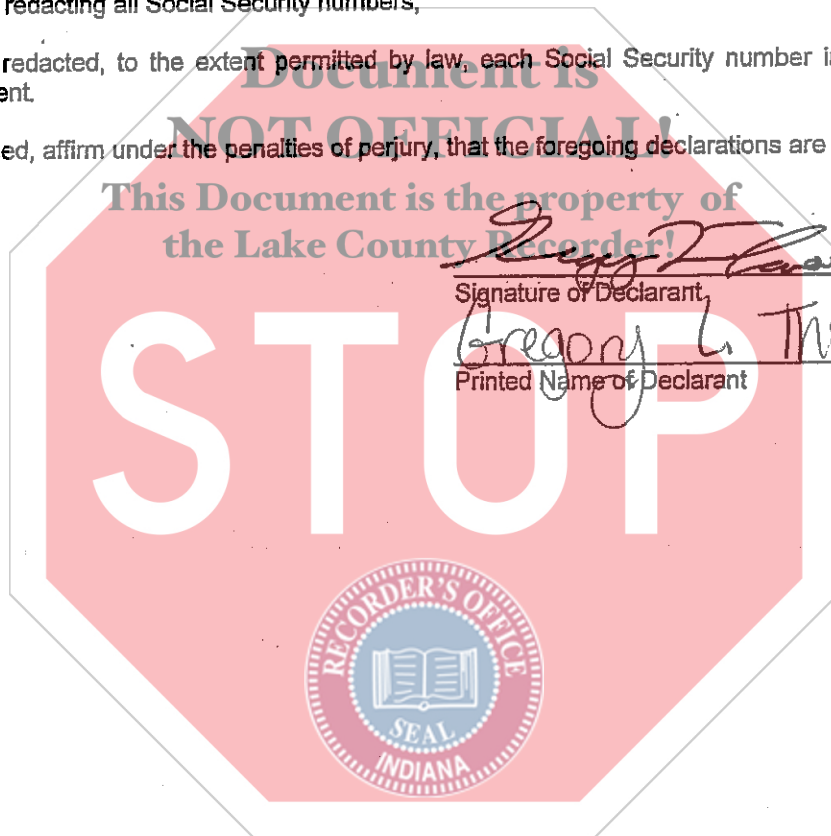 redacting all Social Security numbers,
redacted, to the extent permitted by law, each Social Security number i
ent.
ed, affirm under the penalties of perjury, that the foregoing declarations are
Document is
NOT OFFICIAL!
This Document is the property of
the Lake County Recorder!
Signature of Declarant
Gregory L. Th
Printed Name of Declarant
STOP
RECORDER'S OFFICE
SEAL
INDIANA